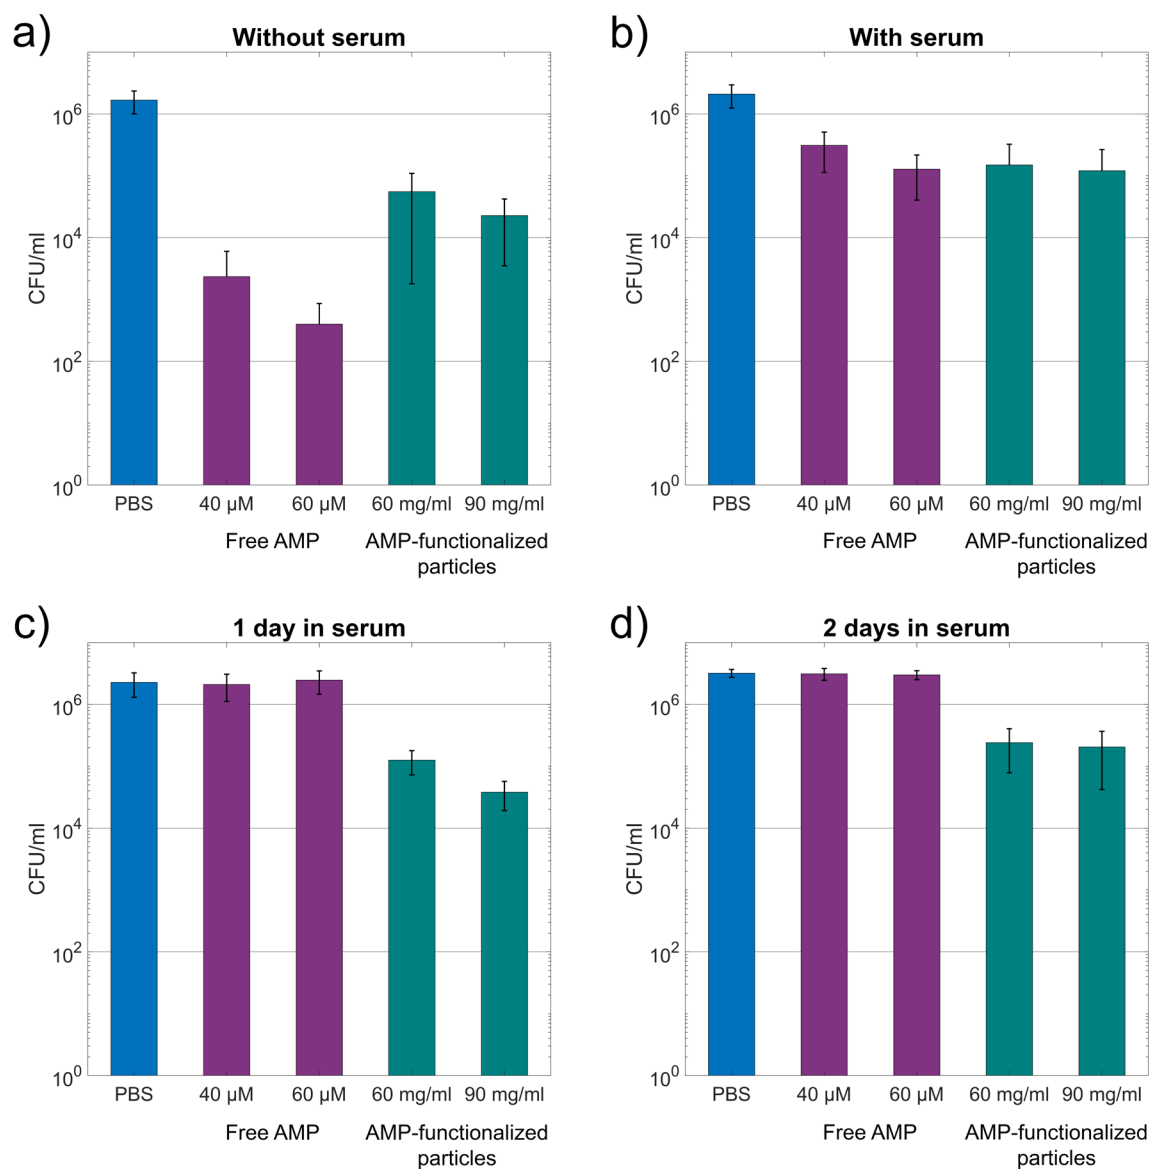 a)
Without serum
CFU/ml
10^6
10^4
10^2
10^0
PBS
40 µM
60 µM
60 mg/ml
90 mg/ml
Free AMP
AMP-functionalized
particles
b)
With serum
CFU/ml
10^6
10^4
10^2
10^0
PBS
40 µM
60 µM
60 mg/ml
90 mg/ml
Free AMP
AMP-functionalized
particles
c)
1 day in serum
CFU/ml
10^6
10^4
10^2
10^0
PBS
40 µM
60 µM
60 mg/ml
90 mg/ml
Free AMP
AMP-functionalized
particles
d)
2 days in serum
CFU/ml
10^6
10^4
10^2
10^0
PBS
40 µM
60 µM
60 mg/ml
90 mg/ml
Free AMP
AMP-functionalized
particles